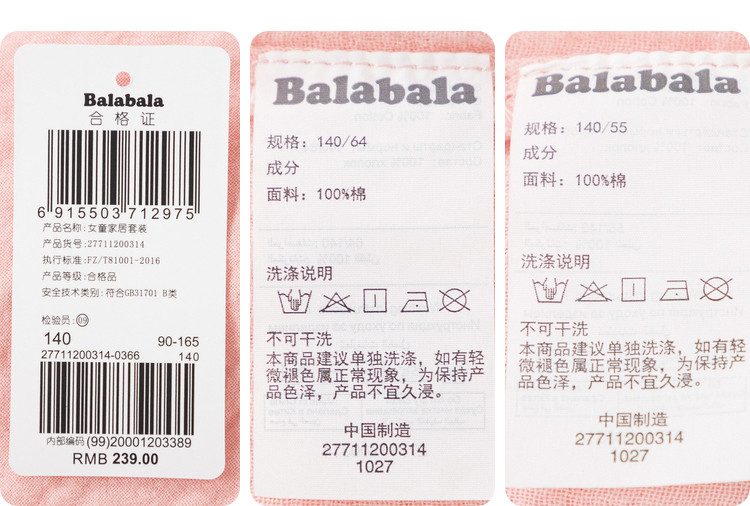 Balabala
合格证
6 915503 712975
产品名称:女童家居套装
产品货号:27711200314
执行标准:FZ/T81001-2016
产品等级:合格品
安全技术类别:符合GB31701 B类
检验员:09
140 90-165
27711200314-0366 140
内部编码 (99)20001203389
RMB 239.00
Balabala
规格：140/64
成分
面料：100%棉
洗涤说明
不可干洗
本商品建议单独洗涤，如有轻
微褪色属正常现象，为保持产
品色泽，产品不宜久浸。
中国制造
27711200314
1027
Balabala
规格：140/55
成分
面料：100%棉
洗涤说明
不可干洗
本商品建议单独洗涤，如有轻
微褪色属正常现象，为保持产
品色泽，产品不宜久浸。
中国制造
27711200314
1027